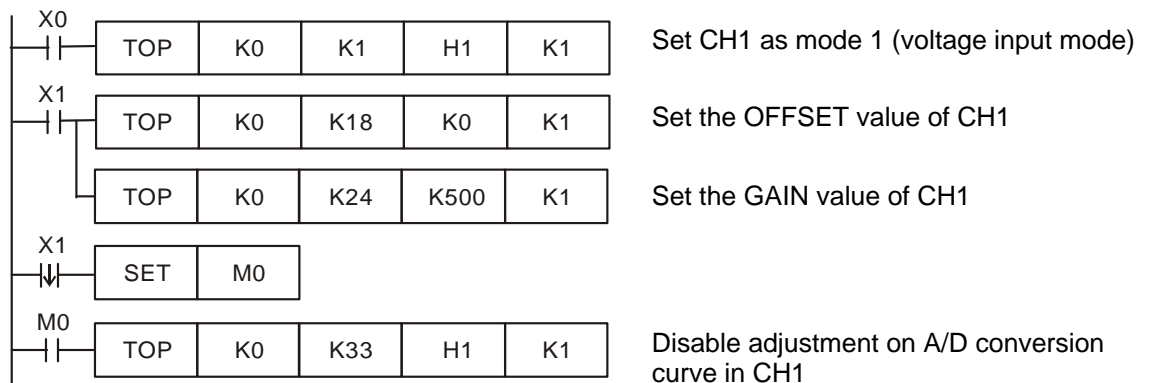 X0
TOP K0 K1 H1 K1 Set CH1 as mode 1 (voltage input mode)
X1
TOP K0 K18 K0 K1 Set the OFFSET value of CH1
TOP K0 K24 K500 K1 Set the GAIN value of CH1
X1
SET M0
M0
TOP K0 K33 H1 K1 Disable adjustment on A/D conversion
curve in CH1